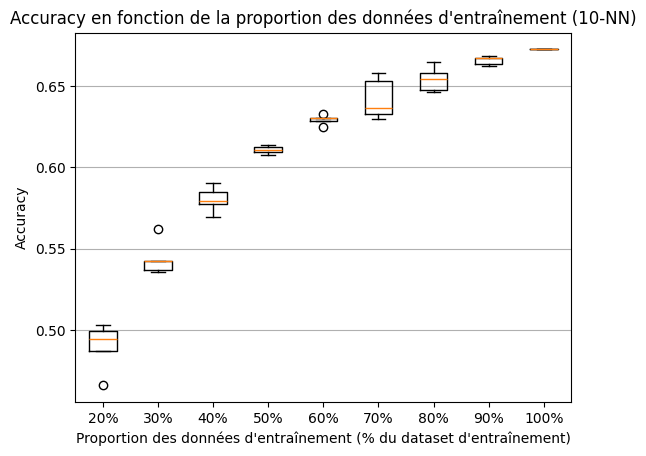 Accuracy en fonction de la proportion des données d'entraînement (10-NN)
Accuracy
0.65
0.60
0.55
0.50
20% 30% 40% 50% 60% 70% 80% 90% 100%
Proportion des données d'entraînement (% du dataset d'entraînement)